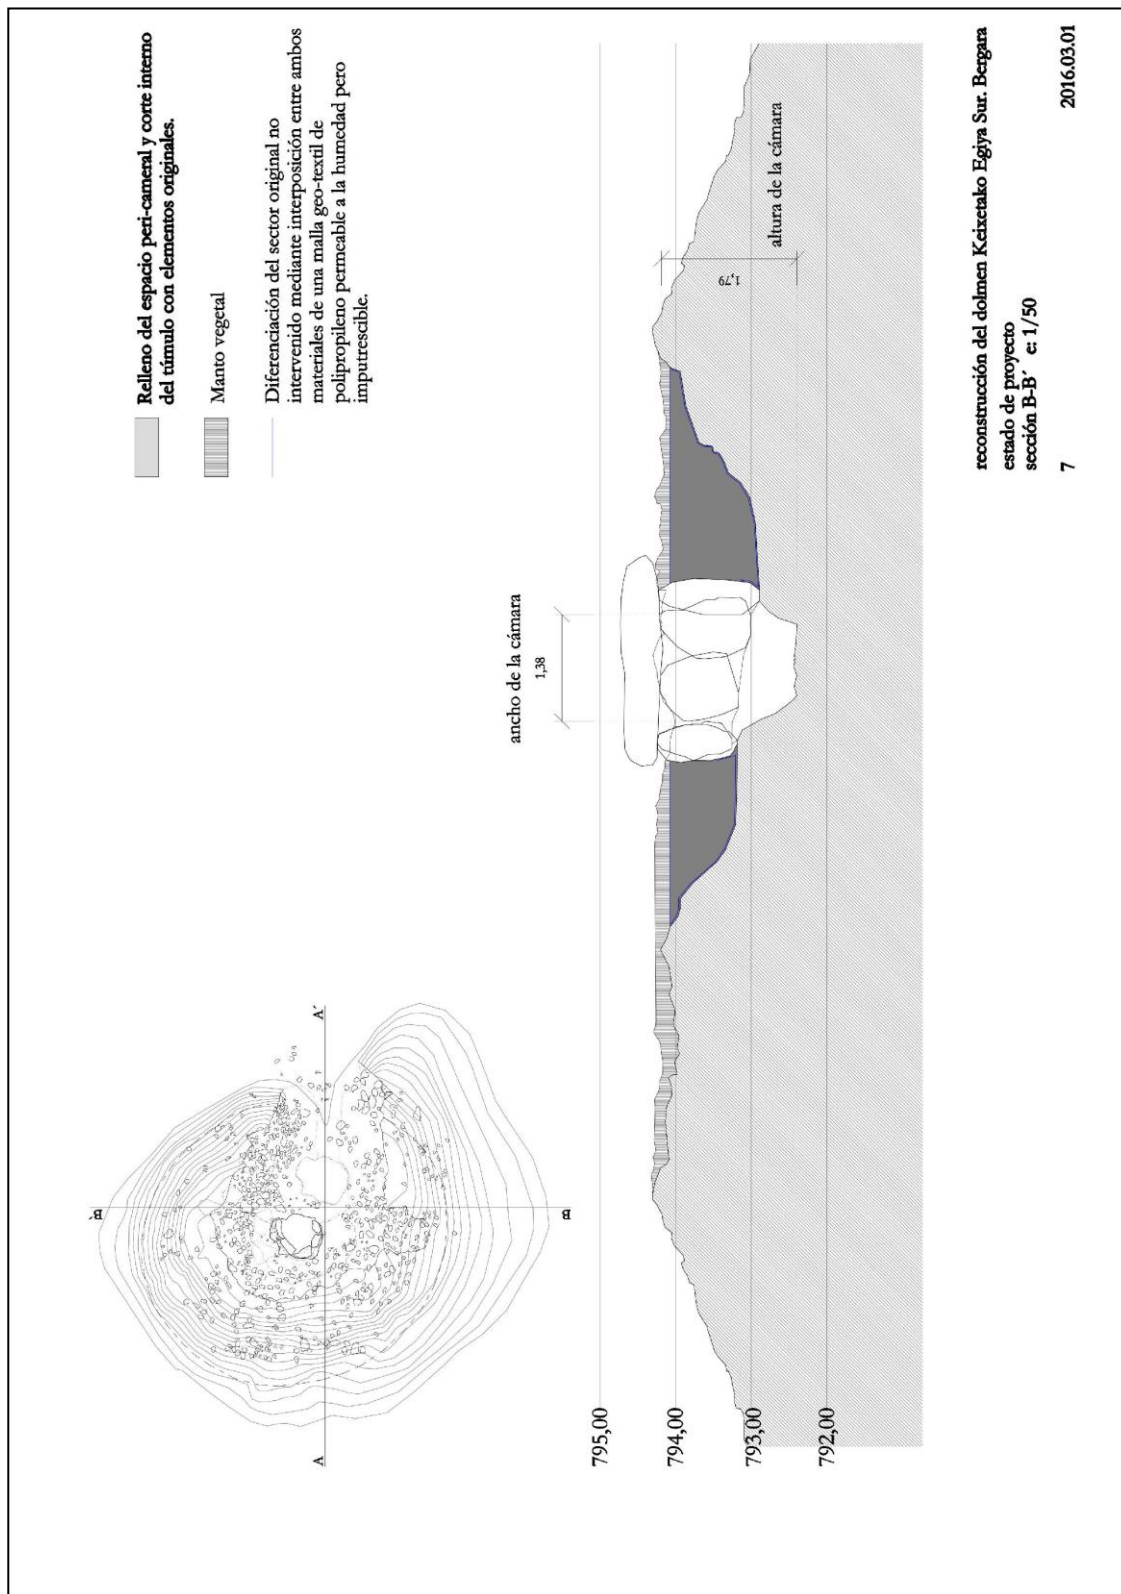 Relleno del espacio peri-cameral y corte interno
del túmulo con elementos originales.
Manto vegetal
Diferenciación del sector original no
intervenido mediante interposición entre ambos
materiales de una malla geo-textil de
polipropileno permeable a la humedad pero
imputrescible.
B´
A
A´
B
ancho de la cámara
1,38
altura de la cámara
1,79
795,00
794,00
793,00
792,00
reconstrucción del dolmen Keixetako Egiya Sur. Bergara
estado de proyecto
sección B-B´ e: 1/50
7
2016.03.01